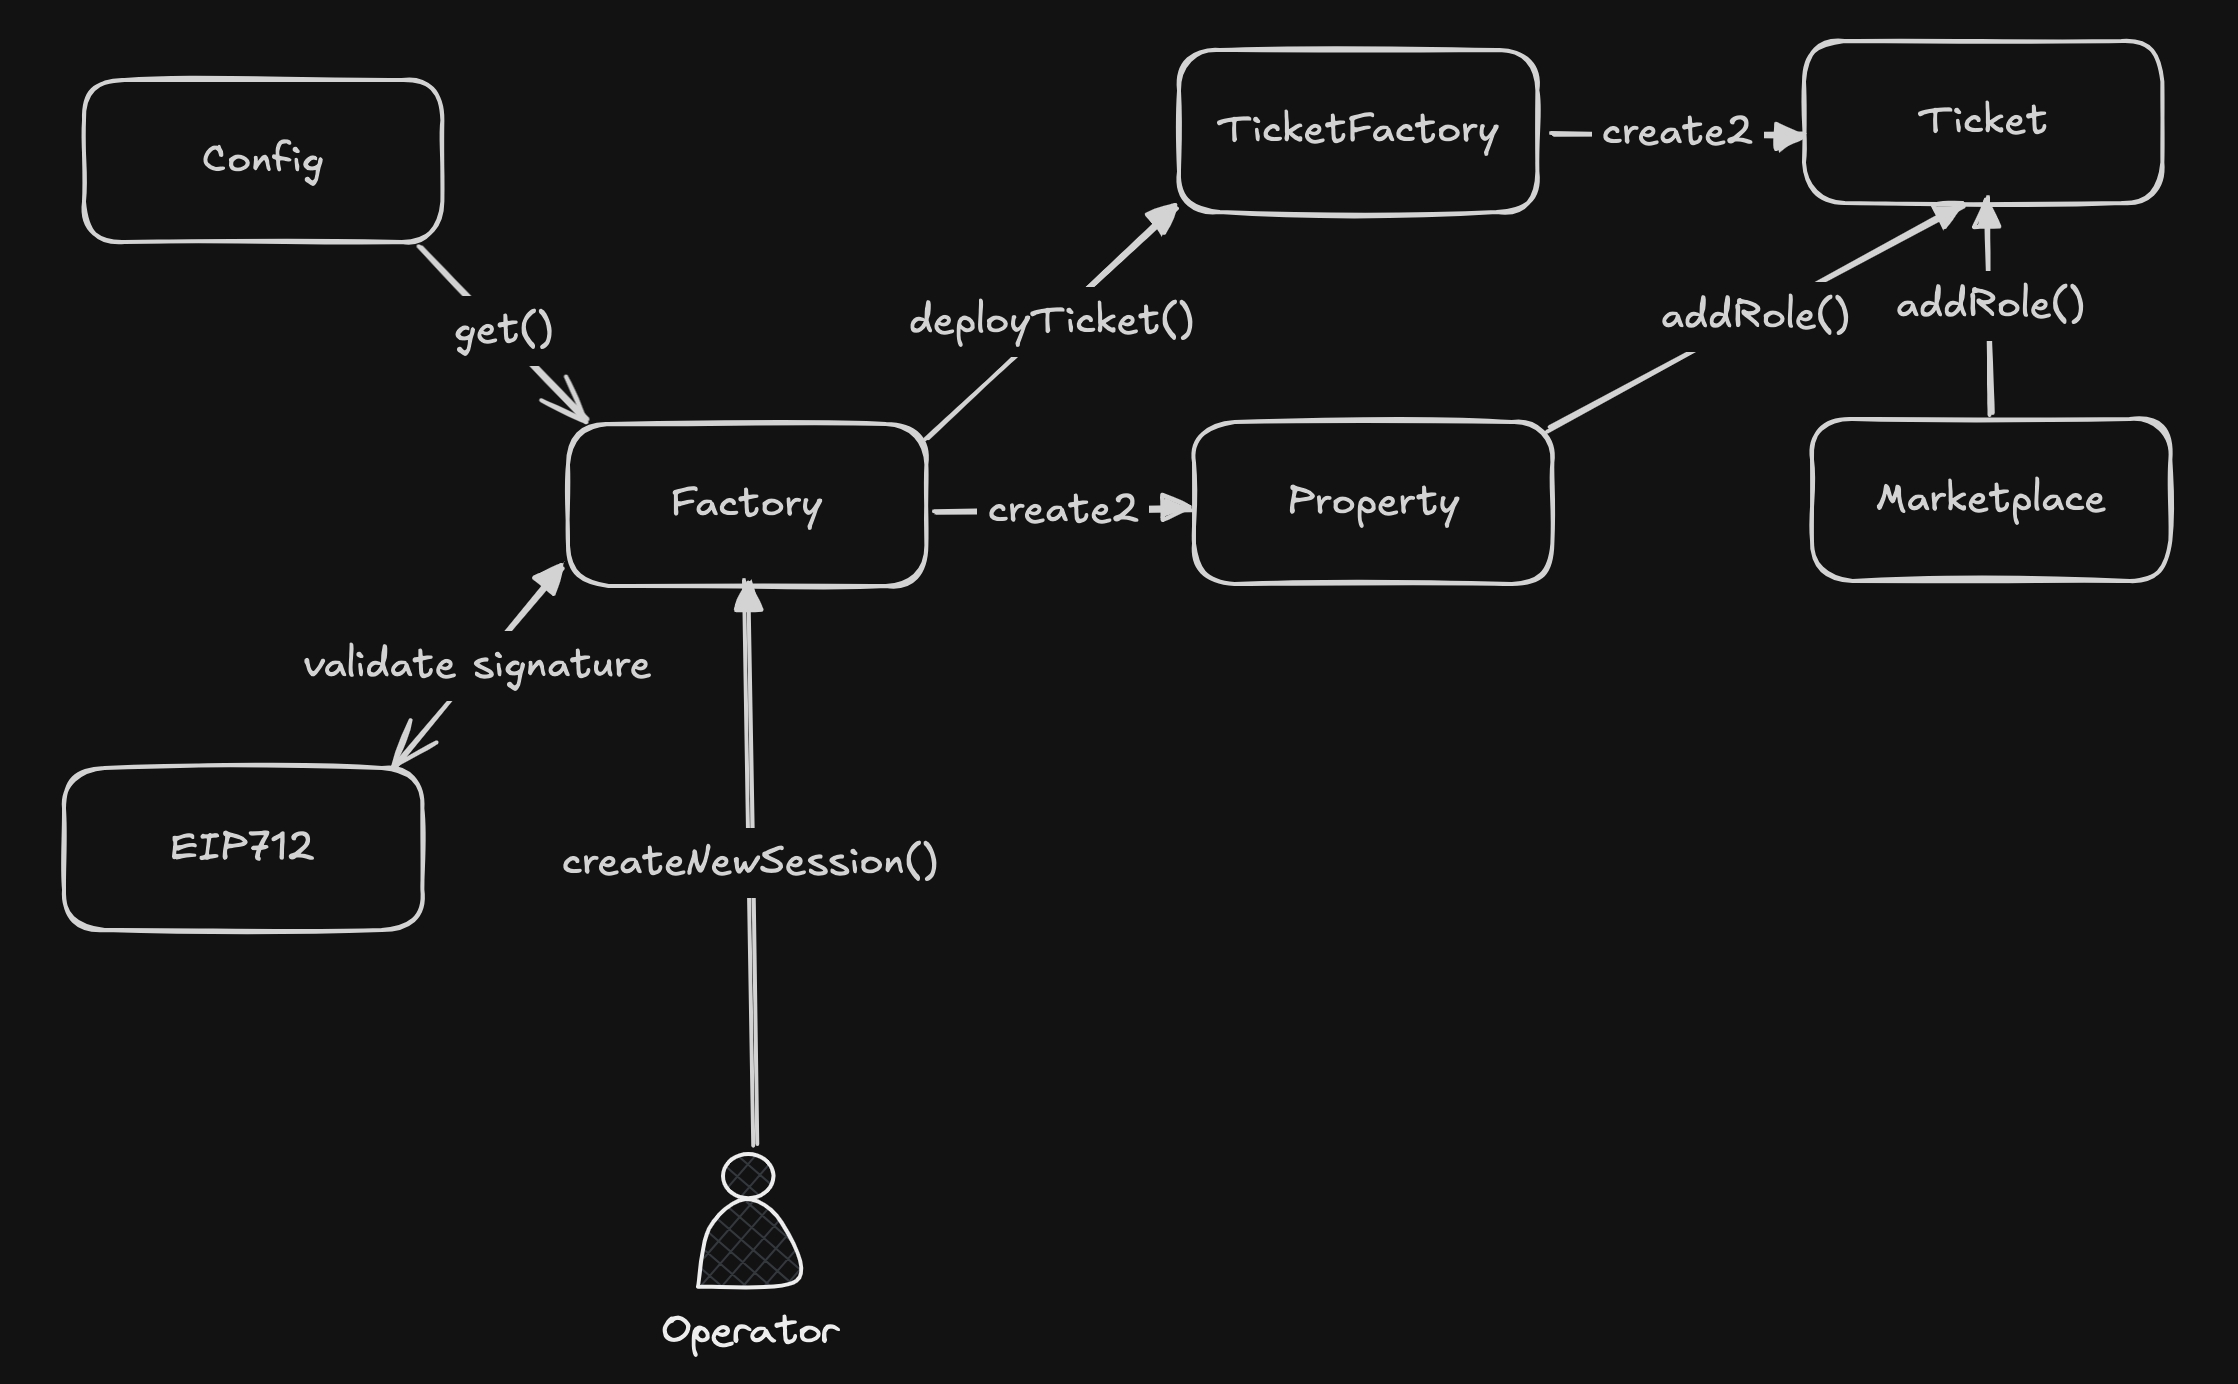 Config
TicketFactory
create2
Ticket
get()
deployTicket()
addRole()
addRole()
Factory
create2
Property
Marketplace
validate signature
EIP712
createNewSession()
Operator